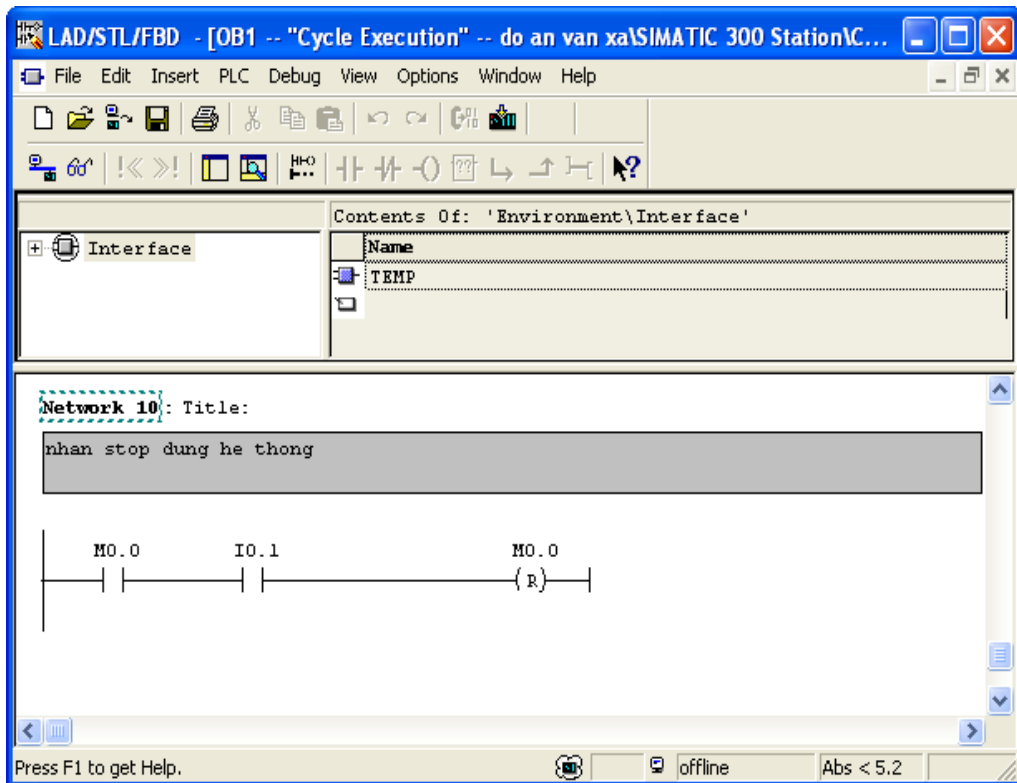 LAD/STL/FBD - [OB1 -- "Cycle Execution" -- do an van xa\SIMATIC 300 Station\C...
File Edit Insert PLC Debug View Options Window Help
Contents Of: 'Environment\Interface'
Interface
Name
TEMP
Network 10: Title:
nhan stop dung he thong
M0.0 I0.1 M0.0
R
Press F1 to get Help. offline Abs < 5.2